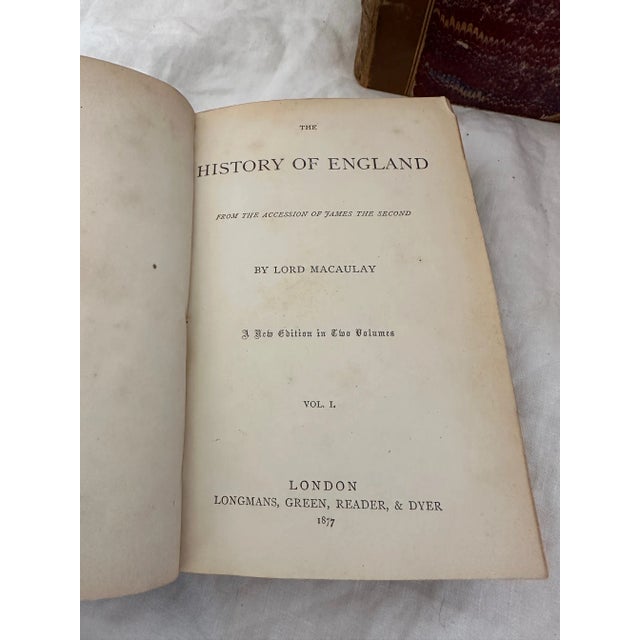 THE
HISTORY OF ENGLAND
FROM THE ACCESSION OF JAMES THE SECOND
BY LORD MACAULAY
A New Edition in Two Volumes
VOL. I.
LONDON
LONGMANS, GREEN, READER, & DYER
1877